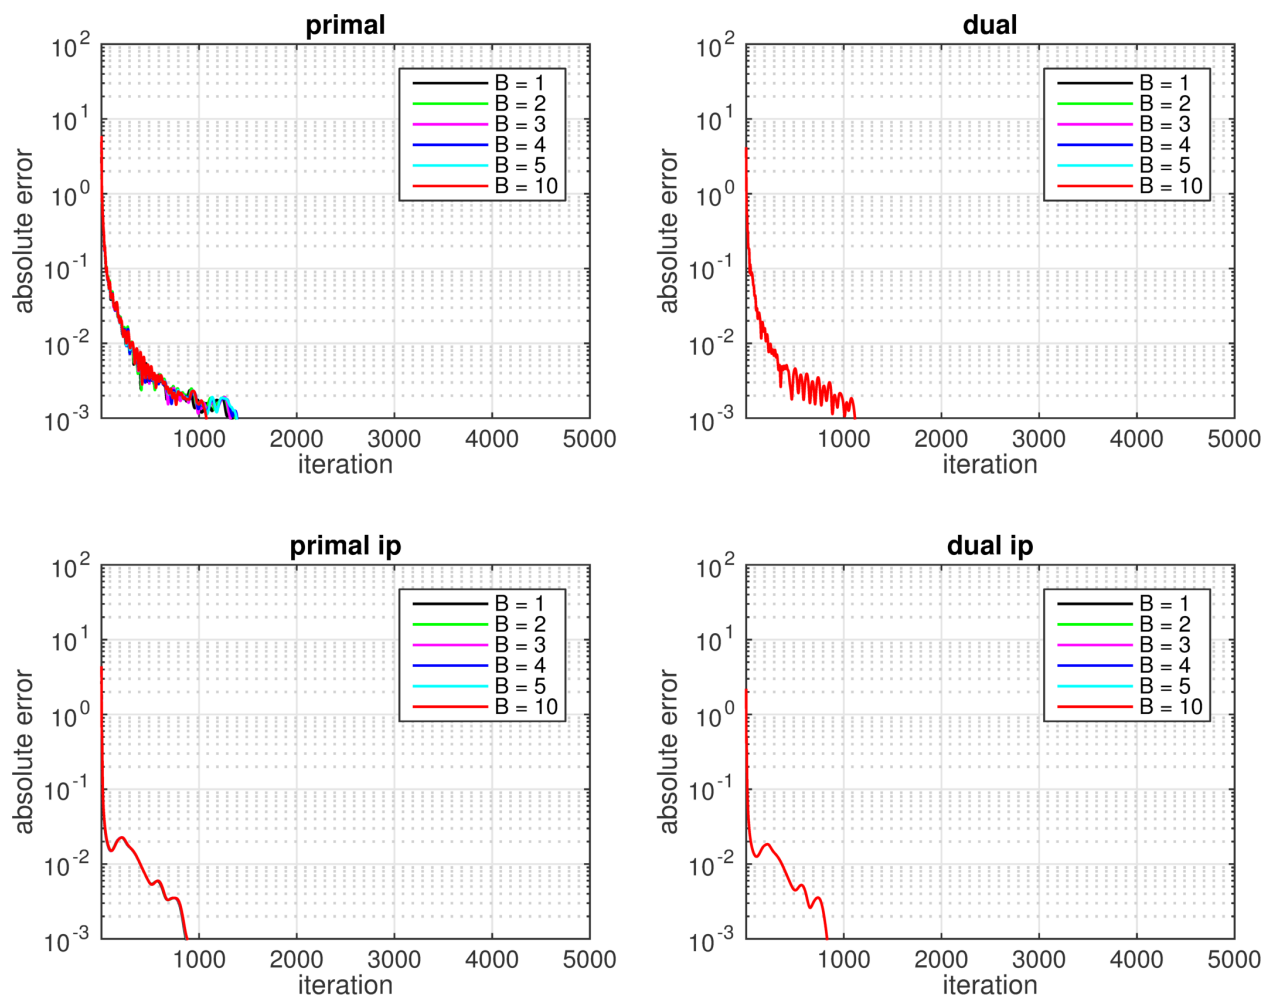 primal
absolute error
10^2
10^1
10^0
10^-1
10^-2
10^-3
B = 1
B = 2
B = 3
B = 4
B = 5
B = 10
1000 2000 3000 4000 5000
iteration
dual
absolute error
10^2
10^1
10^0
10^-1
10^-2
10^-3
B = 1
B = 2
B = 3
B = 4
B = 5
B = 10
1000 2000 3000 4000 5000
iteration
primal ip
absolute error
10^2
10^1
10^0
10^-1
10^-2
10^-3
B = 1
B = 2
B = 3
B = 4
B = 5
B = 10
1000 2000 3000 4000 5000
iteration
dual ip
absolute error
10^2
10^1
10^0
10^-1
10^-2
10^-3
B = 1
B = 2
B = 3
B = 4
B = 5
B = 10
1000 2000 3000 4000 5000
iteration